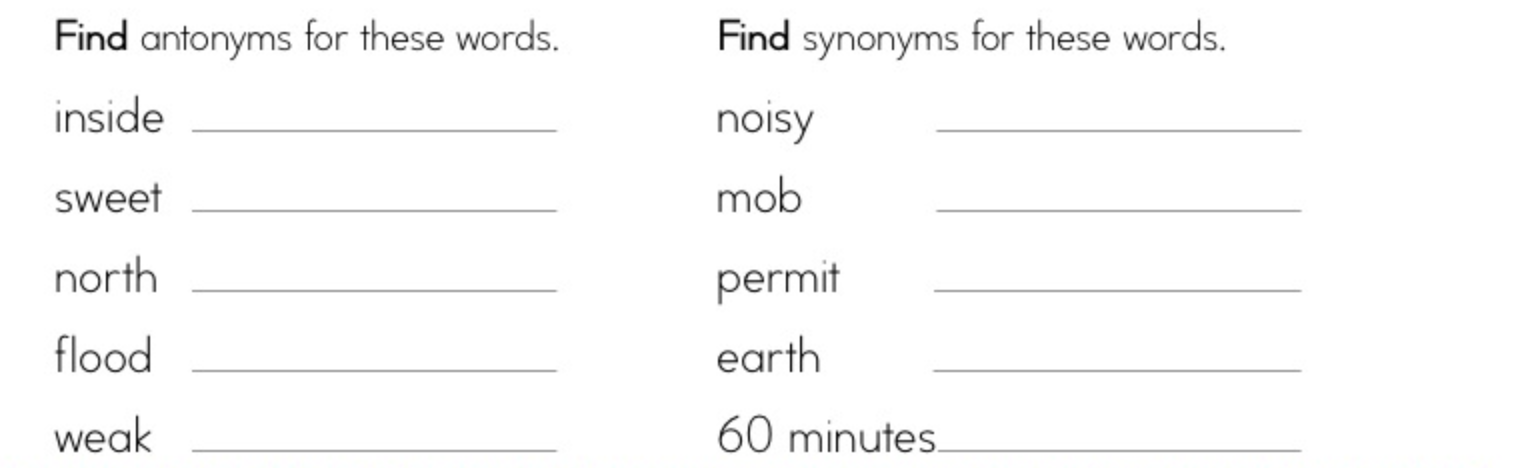 Find antonyms for these words.
inside
sweet
north
flood
weak
Find synonyms for these words.
noisy
mob
permit
earth
60 minutes